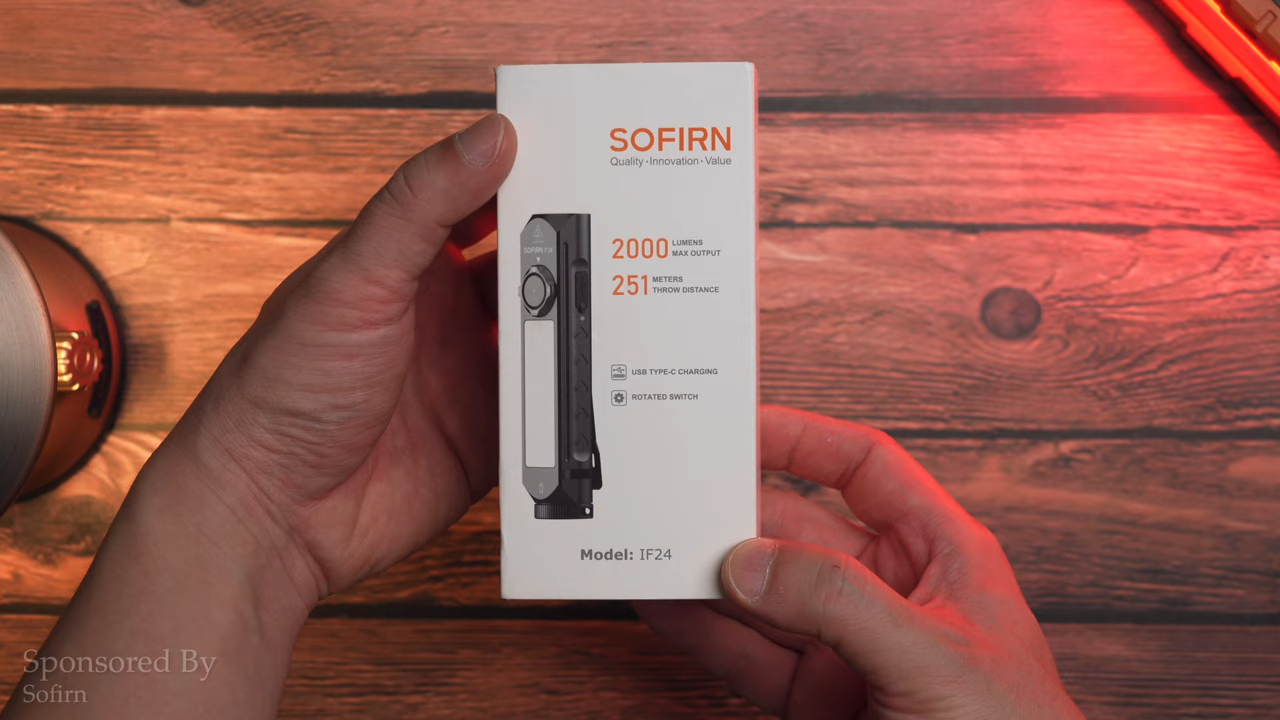 SOFIRN
Quality · Innovation · Value
2000 LUMENS
MAX OUTPUT
251 METERS
THROW DISTANCE
USB TYPE-C CHARGING
ROTATED SWITCH
Model: IF24
Sponsored By
Sofirn